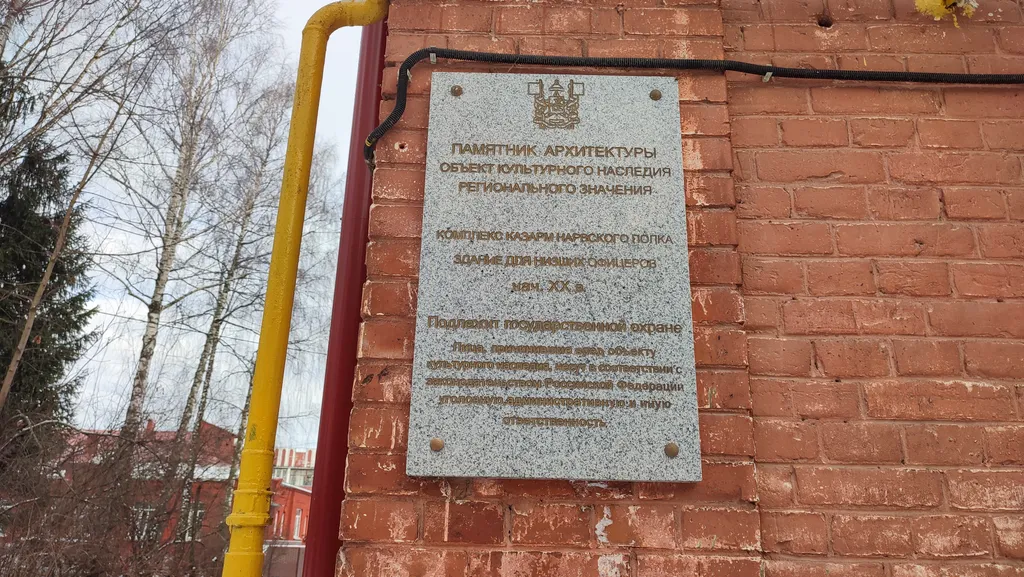 ПАМЯТНИК АРХИТЕКТУРЫ
ОБЪЕКТ КУЛЬТУРНОГО НАСЛЕДИЯ
РЕГИОНАЛЬНОГО ЗНАЧЕНИЯ
КОМПЛЕКС КАЗАРМ НАРВСКОГО ПОЛКА
ЗДАНИЕ ДЛЯ НИЗШИХ ОФИЦЕРОВ
нач. XX в.
Подлежит государственной охране
Лица, причинившие вред объекту
культурного наследия, несут в соответствии с
законодательством Российской Федерации
уголовную, административную и иную
ответственность